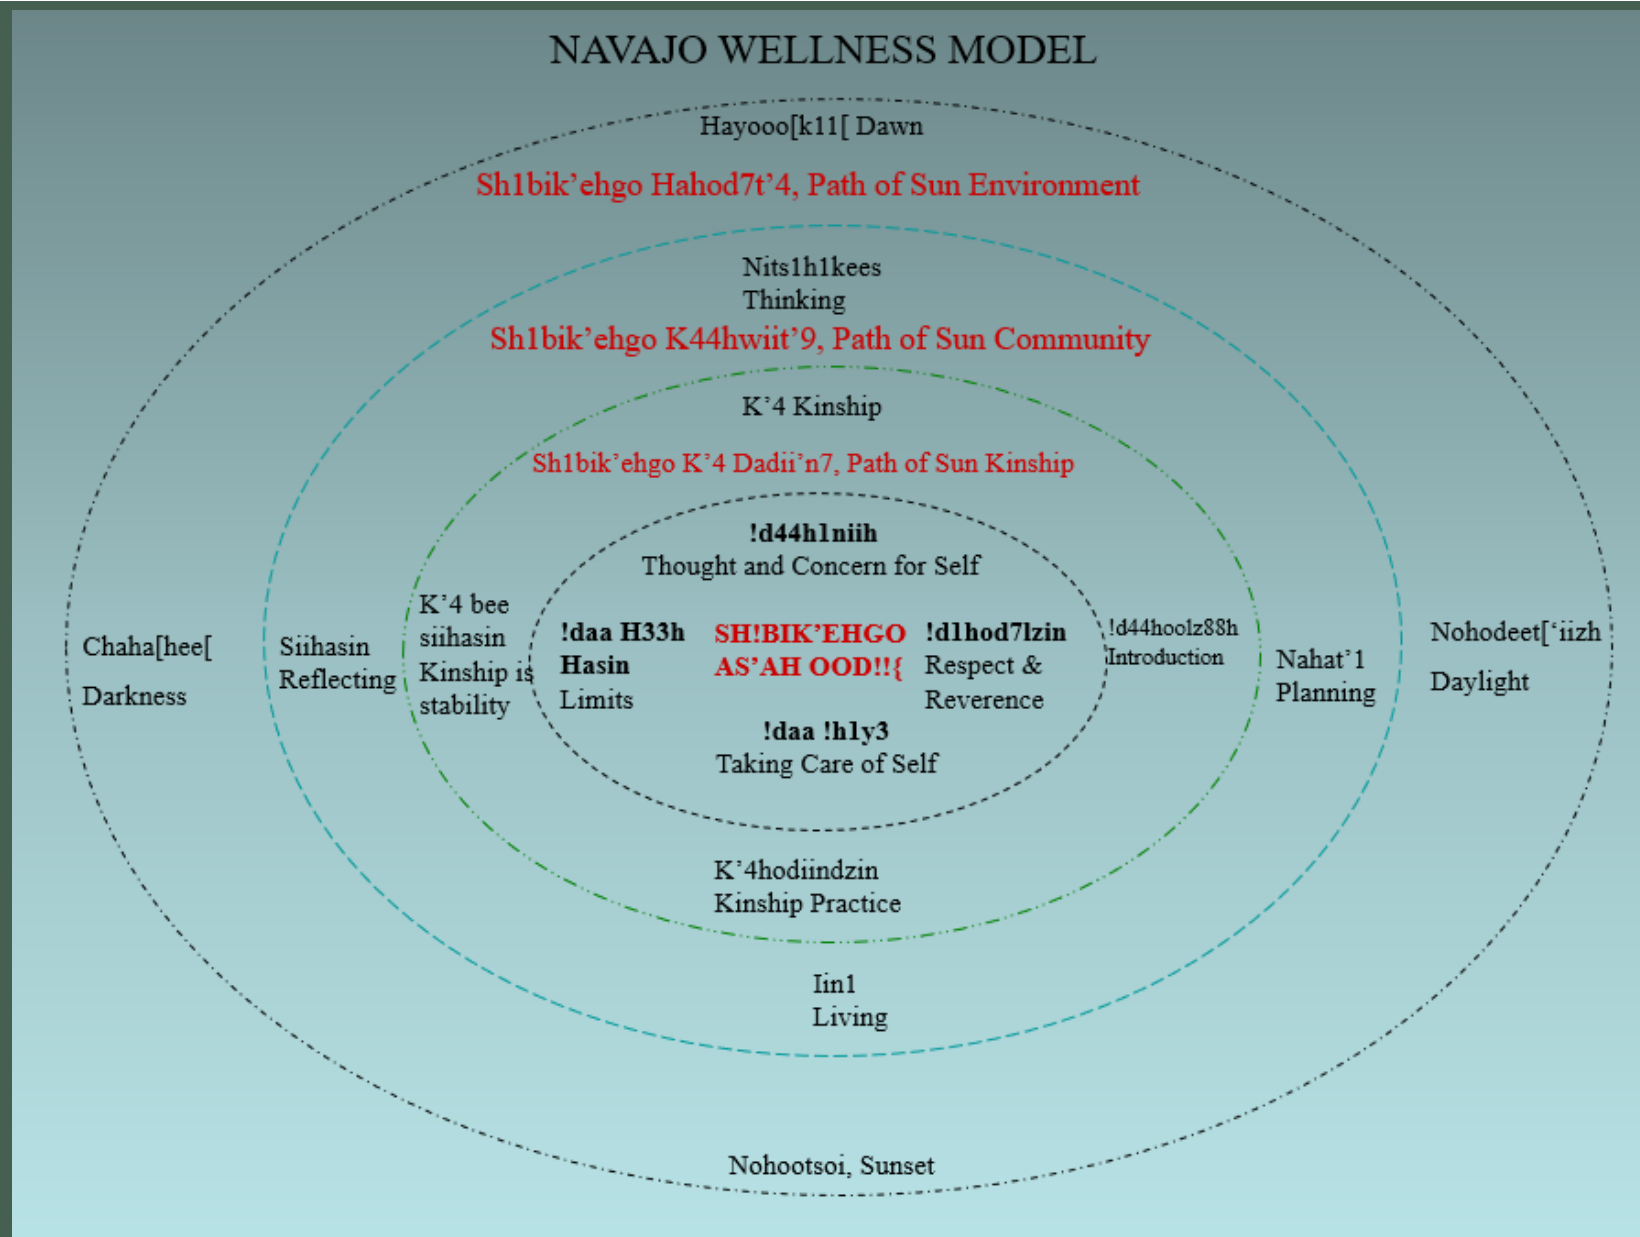 NAVAJO WELLNESS MODEL
Hayooo[k11[ Dawn
Sh1bik’ehgo Hahod7t’4, Path of Sun Environment
Nits1h1kees
Thinking
Sh1bik’ehgo K44hwiit’9, Path of Sun Community
K’4 Kinship
Sh1bik’ehgo K’4 Dadii’n7, Path of Sun Kinship
!d44h1niih
Thought and Concern for Self
Chaha[hee[
Darkness
Siihasin
Reflecting
K’4 bee
siihasin
Kinship is
stability
!daa H33h
Hasin
Limits
SH!BIK’EHGO
AS’AH OOD!!{
!d1hod7lzin
Respect &
Reverence
!d44hoolz88h
Introduction
Nahat’1
Planning
Nohodeet[‘iizh
Daylight
!daa !h1y3
Taking Care of Self
K’4hodiindzin
Kinship Practice
Iin1
Living
Nohootsoi, Sunset